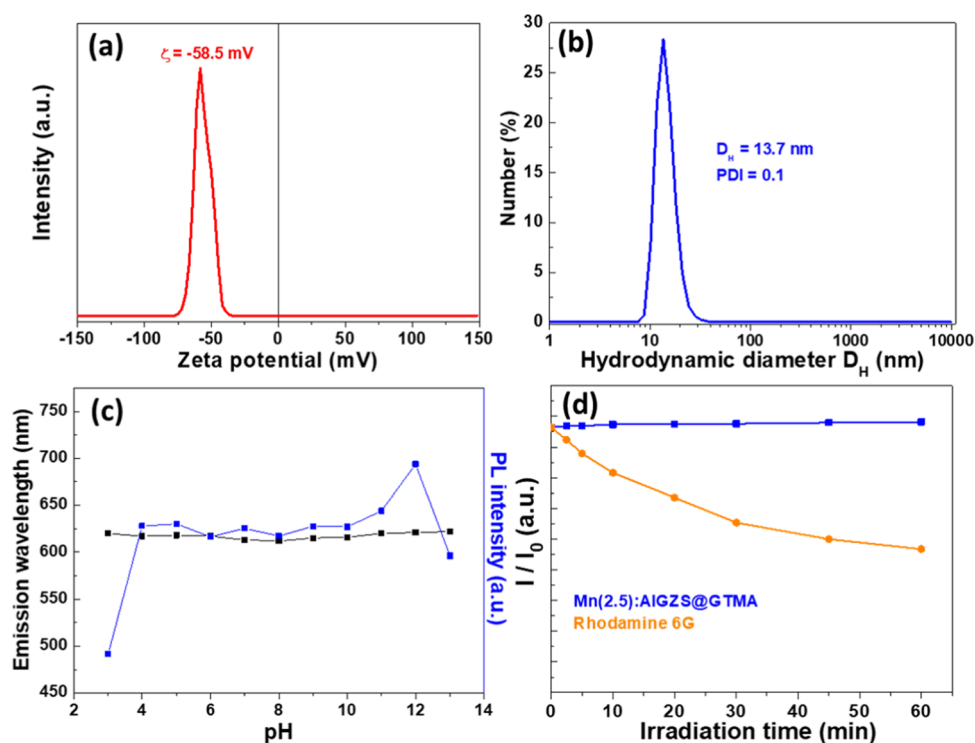 (a)
ζ = -58.5 mV
Intensity (a.u.)
-150 -100 -50 0 50 100 150
Zeta potential (mV)
(b)
D_H = 13.7 nm
PDI = 0.1
Number (%)
30
25
20
15
10
5
0
1 10 100 1000 10000
Hydrodynamic diameter D_H (nm)
(c)
Emission wavelength (nm)
750
700
650
600
550
500
450
2 4 6 8 10 12 14
pH
PL intensity (a.u.)
(d)
I / I_0 (a.u.)
Mn(2.5):AIGZS@GTMA
Rhodamine 6G
0 10 20 30 40 50 60
Irradiation time (min)